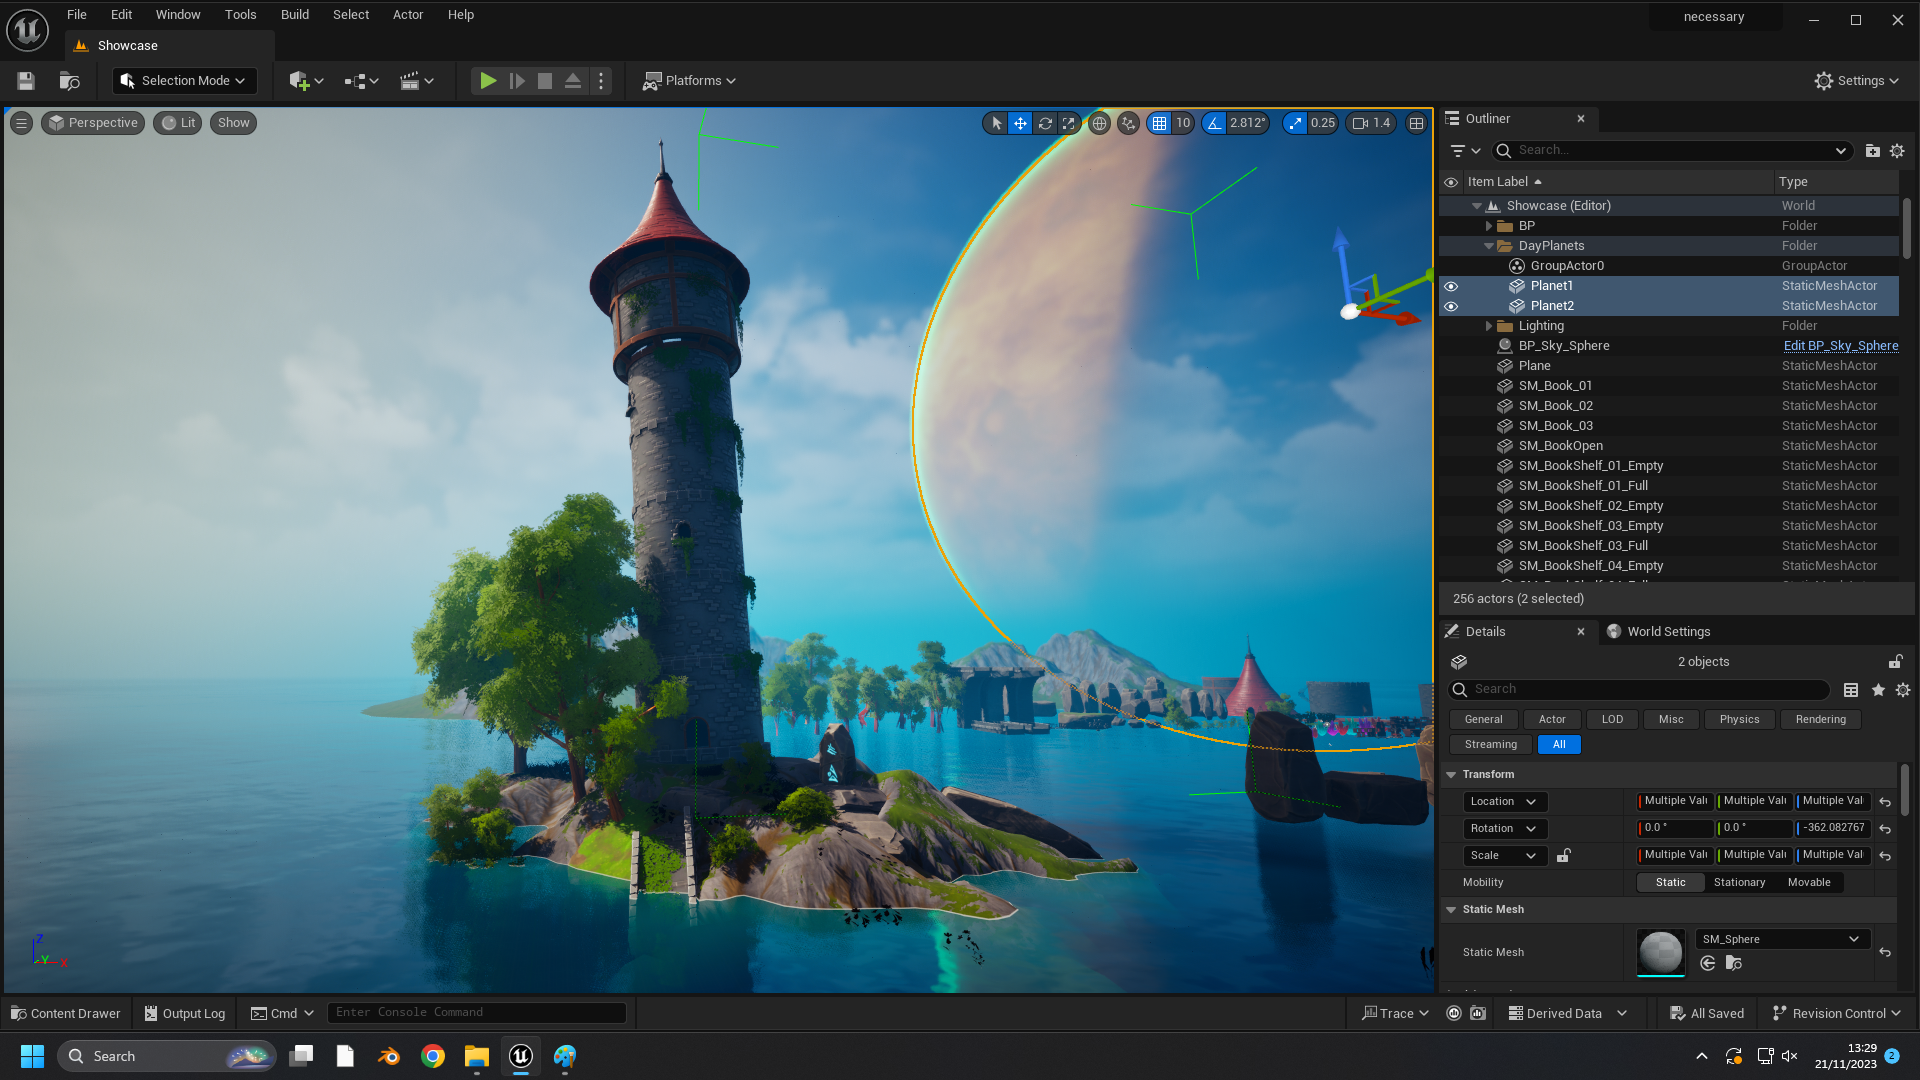 File Edit Window Tools Build Select Actor Help
necessary
Showcase
Selection Mode
Platforms
Settings
Perspective Lit Show
10 2.812° 0.25 1.4
Outliner
Search...
Item Label Type
Showcase (Editor) World
BP Folder
DayPlanets Folder
GroupActor0 GroupActor
Planet1 StaticMeshActor
Planet2 StaticMeshActor
Lighting Folder
BP_Sky_Sphere Edit BP_Sky_Sphere
Plane StaticMeshActor
SM_Book_01 StaticMeshActor
SM_Book_02 StaticMeshActor
SM_Book_03 StaticMeshActor
SM_BookOpen StaticMeshActor
SM_BookShelf_01_Empty StaticMeshActor
SM_BookShelf_01_Full StaticMeshActor
SM_BookShelf_02_Empty StaticMeshActor
SM_BookShelf_03_Empty StaticMeshActor
SM_BookShelf_03_Full StaticMeshActor
SM_BookShelf_04_Empty StaticMeshActor
256 actors (2 selected)
Details World Settings
2 objects
Search
General Actor LOD Misc Physics Rendering
Streaming All
Transform
Location Multiple Valu Multiple Valu Multiple Val
Rotation 0.0 ° 0.0 ° -362.082767
Scale Multiple Valu Multiple Valu Multiple Val
Mobility Static Stationary Movable
Static Mesh
Static Mesh SM_Sphere
Z
Y X
Content Drawer Output Log Cmd Enter Console Command Trace Derived Data All Saved Revision Control
Search
13:29
21/11/2023
2